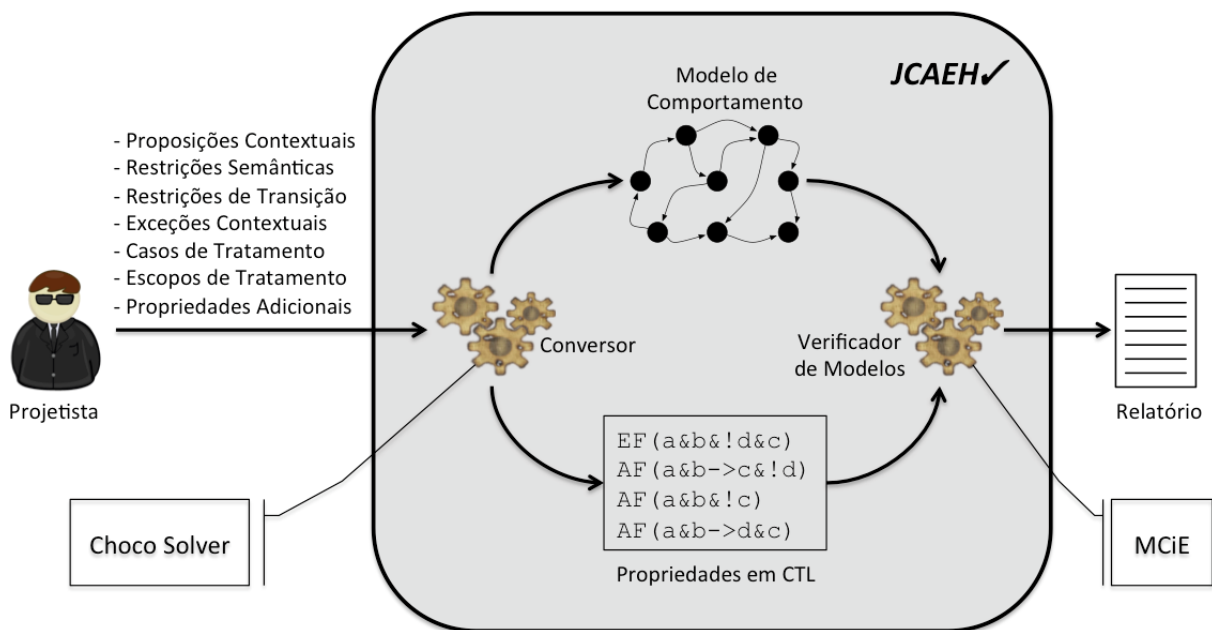 JCAEH✓
Modelo de
Comportamento
- Proposições Contextuais
- Restrições Semânticas
- Restrições de Transição
- Exceções Contextuais
- Casos de Tratamento
- Escopos de Tratamento
- Propriedades Adicionais
Projetista
Conversor
Verificador
de Modelos
Relatório
EF(a&b&!d&c)
AF(a&b->c&!d)
AF(a&b&!c)
AF(a&b->d&c)
Propriedades em CTL
Choco Solver
MCiE